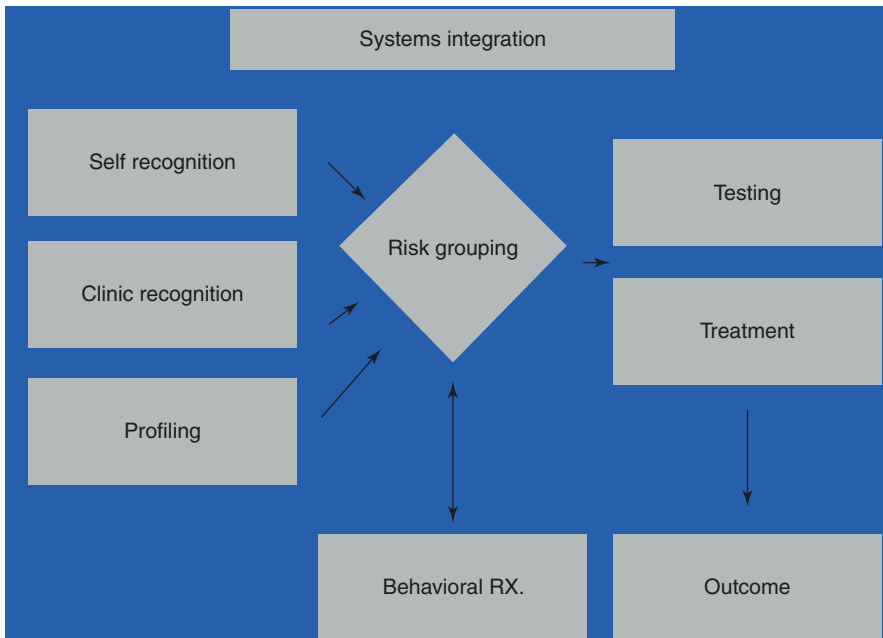 Systems integration
Self recognition
Clinic recognition
Profiling
Risk grouping
Testing
Treatment
Behavioral RX.
Outcome